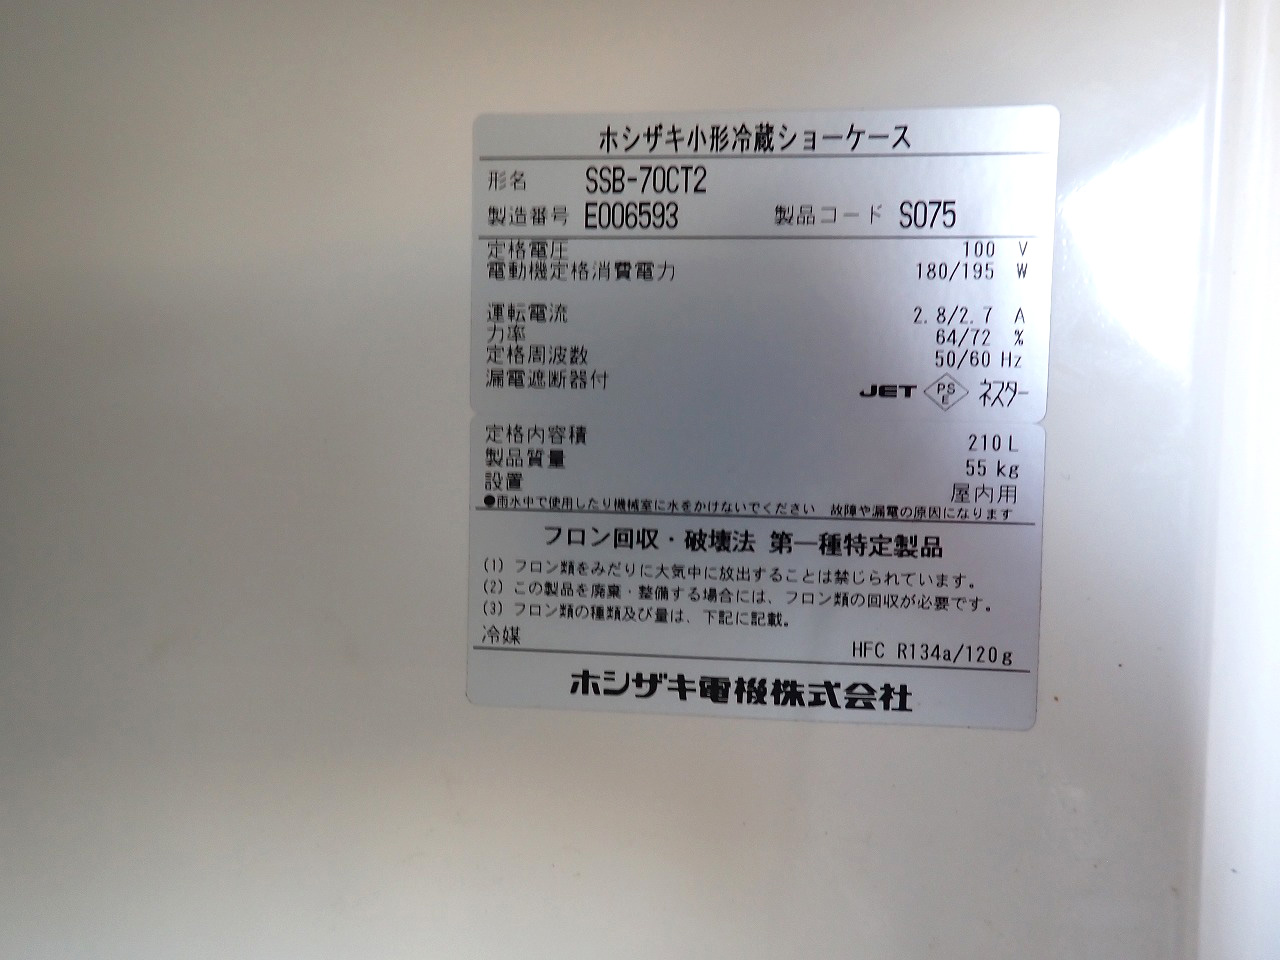 ホシザキ小形冷蔵ショーケース
形名 SSB-70CT2
製造番号 E006593 製品コード S075
定格電圧 100 V
電動機定格消費電力 180/195 W
運転電流 2.8/2.7 A
力率 64/72 %
定格周波数 50/60 Hz
漏電遮断器付
JET PSE ネスター
定格内容積 210 L
製品質量 55 kg
設置 屋内用
●雨水中で使用したり機械室に水をかけないでください 故障や漏電の原因になります
フロン回収・破壊法 第一種特定製品
(1) フロン類をみだりに大気中に放出することは禁じられています。
(2) この製品を廃棄・整備する場合には、フロン類の回収が必要です。
(3) フロン類の種類及び量は、下記に記載。
冷媒 HFC R134a/120g
ホシザキ電機株式会社